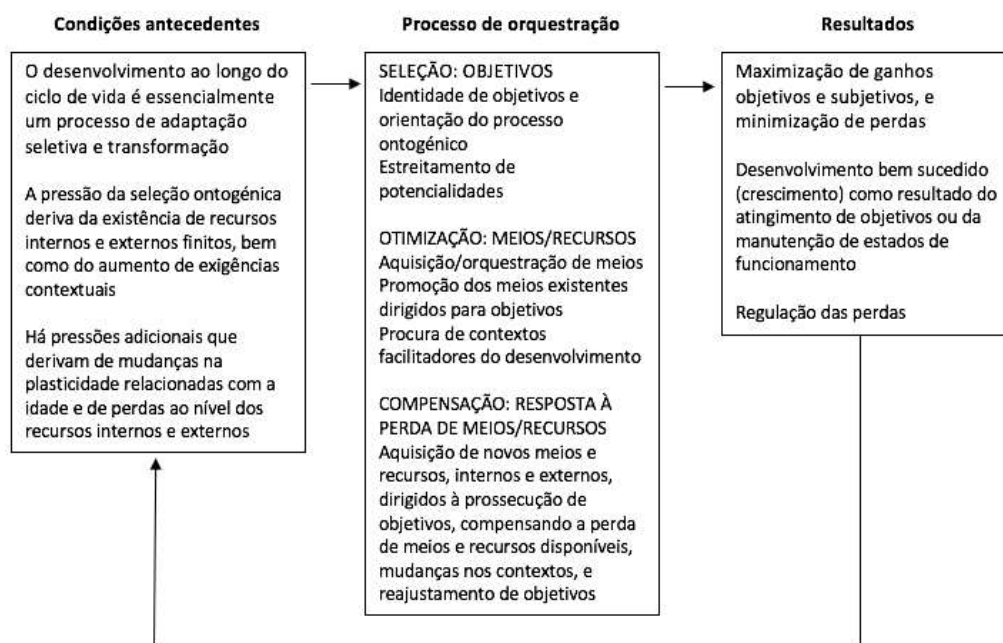 Condições antecedentes
O desenvolvimento ao longo do
ciclo de vida é essencialmente
um processo de adaptação
seletiva e transformação
A pressão da seleção ontogénica
deriva da existência de recursos
internos e externos finitos, bem
como do aumento de exigências
contextuais
Há pressões adicionais que
derivam de mudanças na
plasticidade relacionadas com a
idade e de perdas ao nível dos
recursos internos e externos
Processo de orquestração
SELEÇÃO: OBJETIVOS
Identidade de objetivos e
orientação do processo
ontogénico
Estreitamento de
potencialidades
OTIMIZAÇÃO: MEIOS/RECURSOS
Aquisição/orquestração de meios
Promoção dos meios existentes
dirigidos para objetivos
Procura de contextos
facilitadores do desenvolvimento
COMPENSAÇÃO: RESPOSTA À
PERDA DE MEIOS/RECURSOS
Aquisição de novos meios e
recursos, internos e externos,
dirigidos à prossecução de
objetivos, compensando a perda
de meios e recursos disponíveis,
mudanças nos contextos, e
reajustamento de objetivos
Resultados
Maximização de ganhos
objetivos e subjetivos, e
minimização de perdas
Desenvolvimento bem sucedido
(crescimento) como resultado do
atingimento de objetivos ou da
manutenção de estados de
funcionamento
Regulação das perdas